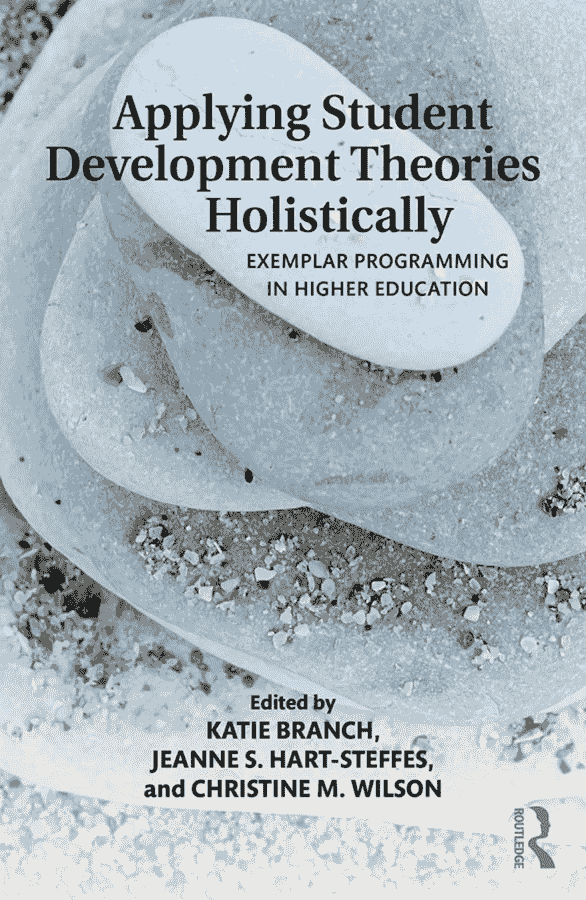 Applying Student
Development Theories
Holistically
EXEMPLAR PROGRAMMING
IN HIGHER EDUCATION
Edited by
KATIE BRANCH,
JEANNE S. HART-STEFFES,
and CHRISTINE M. WILSON
ROUTLEDGE